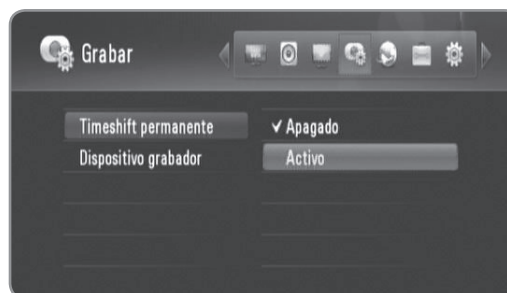 Grabar
Timeshift permanente
Dispositivo grabador
✔ Apagado
Activo